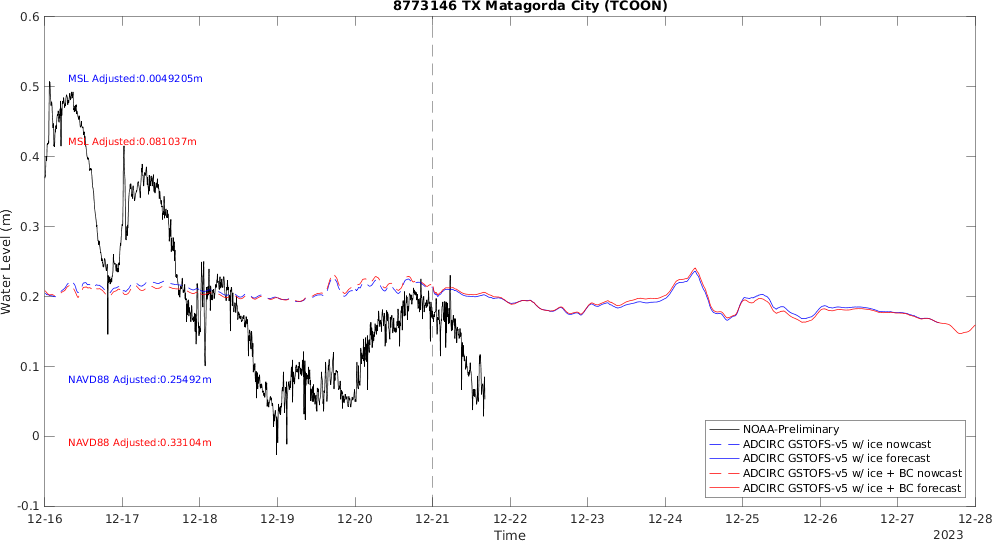 8773146 TX Matagorda City (TCOON)
0.6
0.5
0.4
0.3
0.2
0.1
0
-0.1
Water Level (m)
MSL Adjusted:0.0049205m
MSL Adjusted:0.081037m
NAVD88 Adjusted:0.25492m
NAVD88 Adjusted:0.33104m
NOAA-Preliminary
ADCIRC GSTOFS-v5 w/ ice nowcast
ADCIRC GSTOFS-v5 w/ ice forecast
ADCIRC GSTOFS-v5 w/ ice + BC nowcast
ADCIRC GSTOFS-v5 w/ ice + BC forecast
12-16 12-17 12-18 12-19 12-20 12-21 12-22 12-23 12-24 12-25 12-26 12-27 12-28
Time
2023